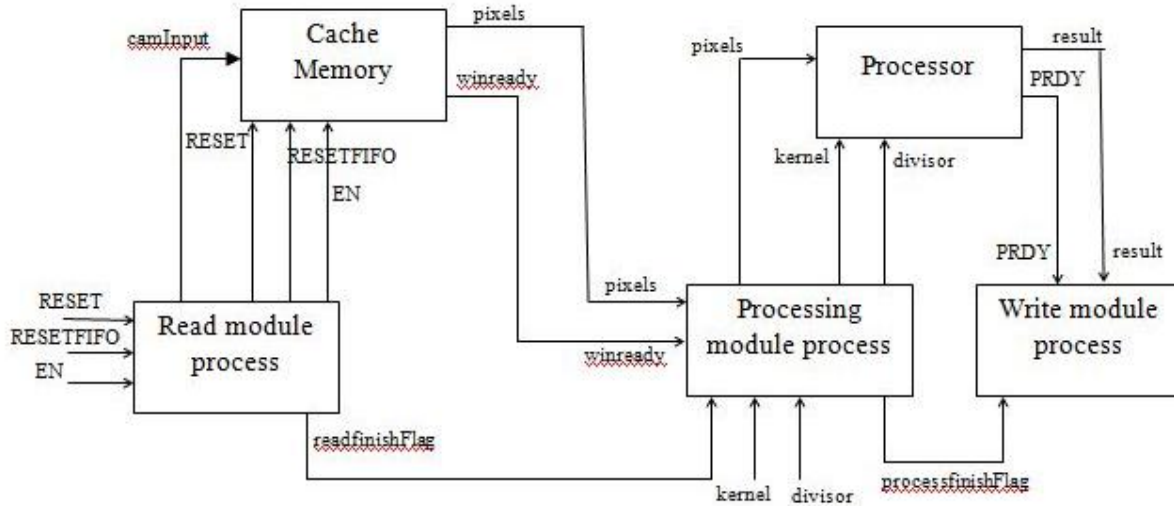 pixels
camInput
Cache
Memory
winready
RESET
RESETFIFO
EN
pixels
Processor
result
PRDY
kernel
divisor
PRDY
result
RESET
RESETFIFO
EN
Read module
process
pixels
winready
Processing
module process
Write module
process
readfinishFlag
kernel
divisor
processfinishFlag